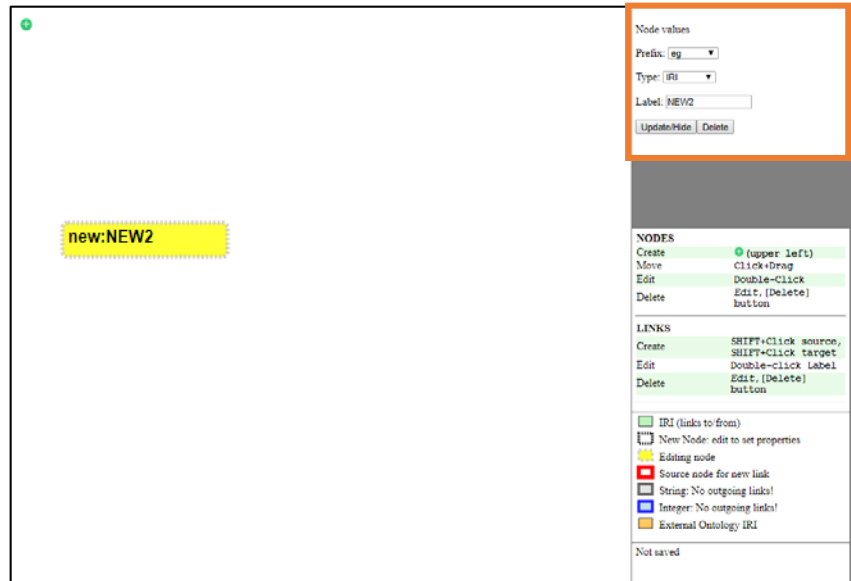 new:NEW2
Node values
Prefix: eg
Type: IRI
Label: NEW2
Update/Hide Delete
NODES
Create (upper left)
Move Click+Drag
Edit Double-Click
Delete Edit,[Delete]
button
LINKS
Create SHIFT+Click source,
SHIFT+Click target
Edit Double-click Label
Delete Edit,[Delete]
button
IRI (links to/from)
New Node: edit to set properties
Editing node
Source node for new link
String: No outgoing links!
Integer: No outgoing links!
External Ontology IRI
Not saved